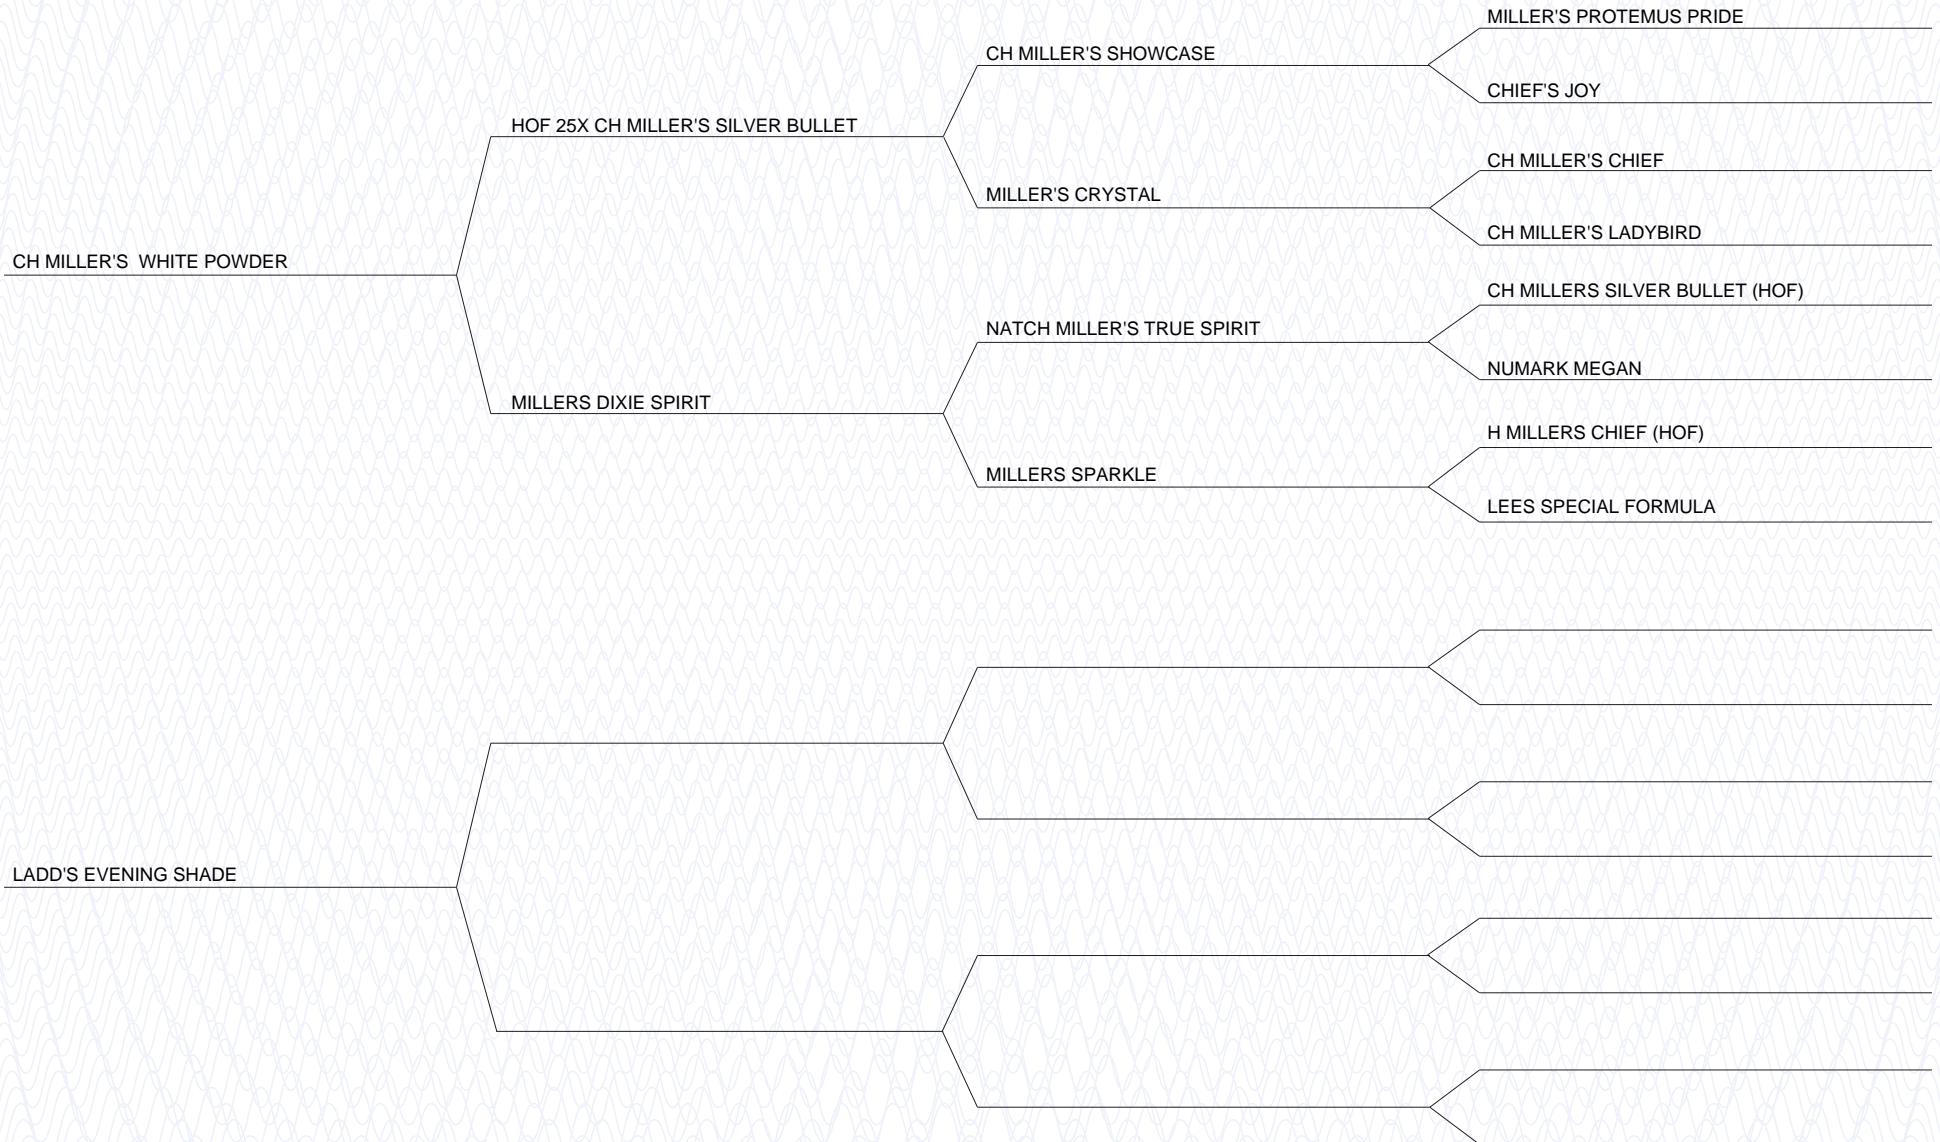 MILLER'S PROTEMUS PRIDE
CH MILLER'S SHOWCASE
CHIEF'S JOY
HOF 25X CH MILLER'S SILVER BULLET
CH MILLER'S CHIEF
MILLER'S CRYSTAL
CH MILLER'S LADYBIRD
CH MILLER'S  WHITE POWDER
CH MILLERS SILVER BULLET (HOF)
NATCH MILLER'S TRUE SPIRIT
NUMARK MEGAN
MILLERS DIXIE SPIRIT
H MILLERS CHIEF (HOF)
MILLERS SPARKLE
LEES SPECIAL FORMULA
LADD'S EVENING SHADE